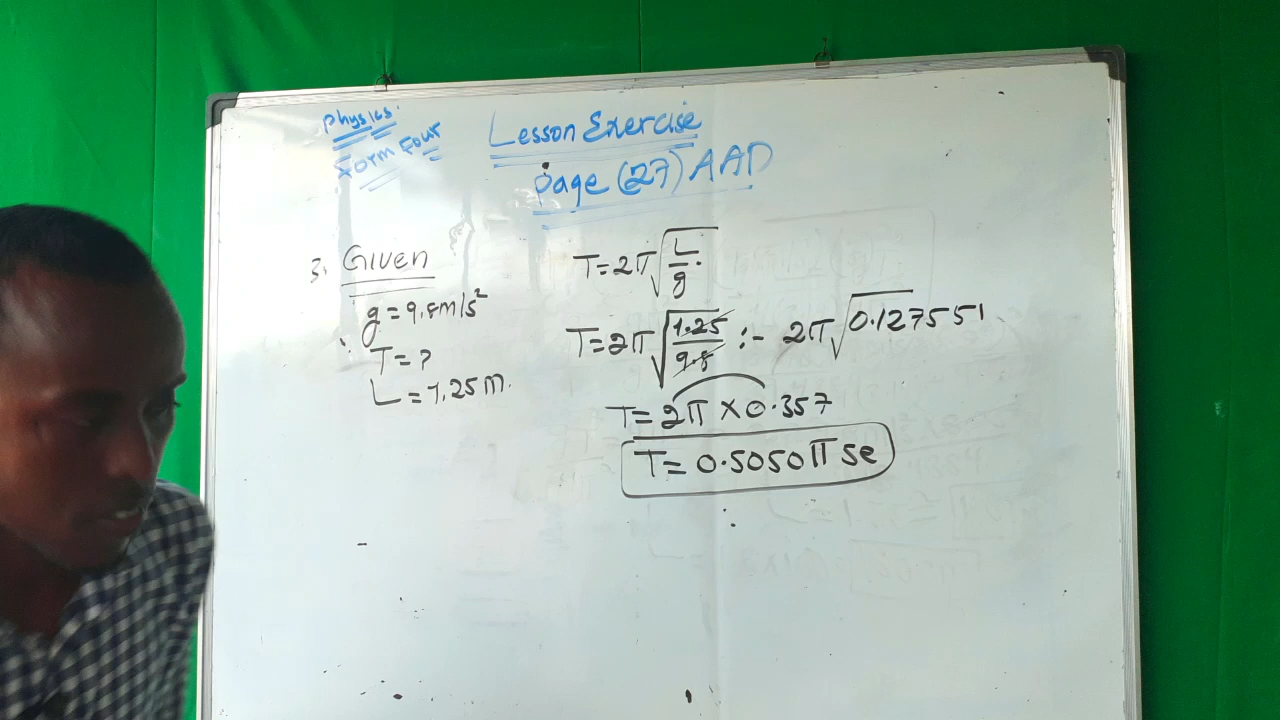 Physics:
Form Four
Lesson Exercise
page (27) AAD
3. Given
g = 9.8m/s²
T = ?
L = 1.25m.
T = 2π√(L/g).
T = 2π√(1.25/9.8) :- 2π√0.127551
T = 2π × 0.357
T = 0.5050π se